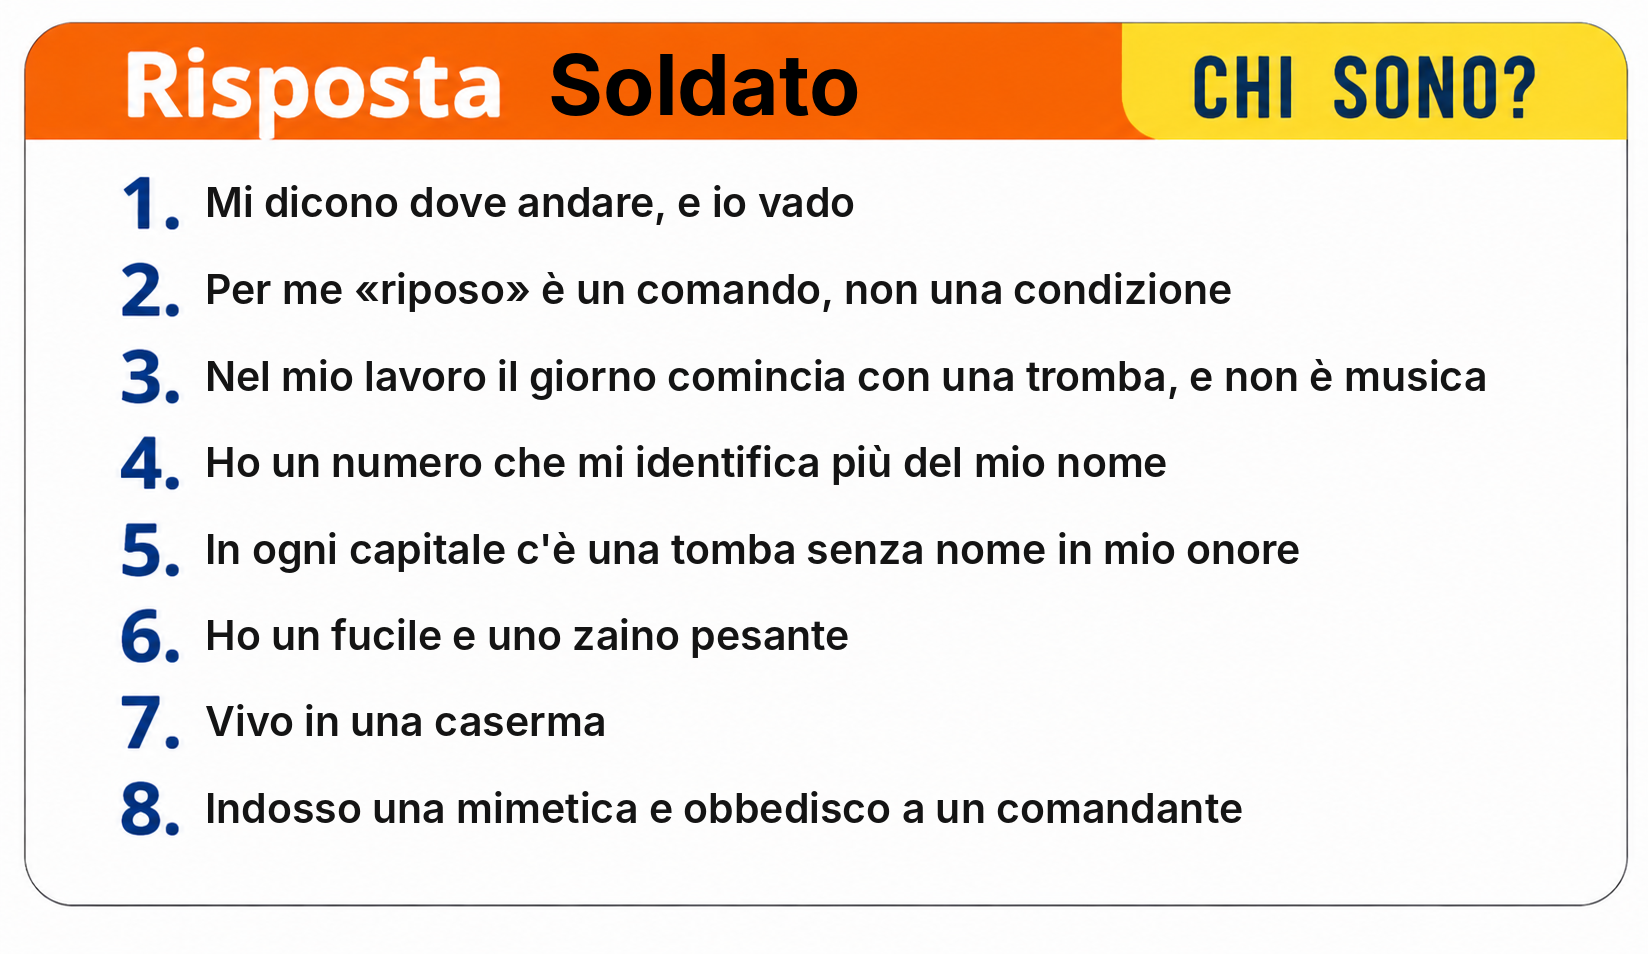 Risposta Soldato CHI SONO?
1. Mi dicono dove andare, e io vado
2. Per me «riposo» è un comando, non una condizione
3. Nel mio lavoro il giorno comincia con una tromba, e non è musica
4. Ho un numero che mi identifica più del mio nome
5. In ogni capitale c'è una tomba senza nome in mio onore
6. Ho un fucile e uno zaino pesante
7. Vivo in una caserma
8. Indosso una mimetica e obbedisco a un comandante